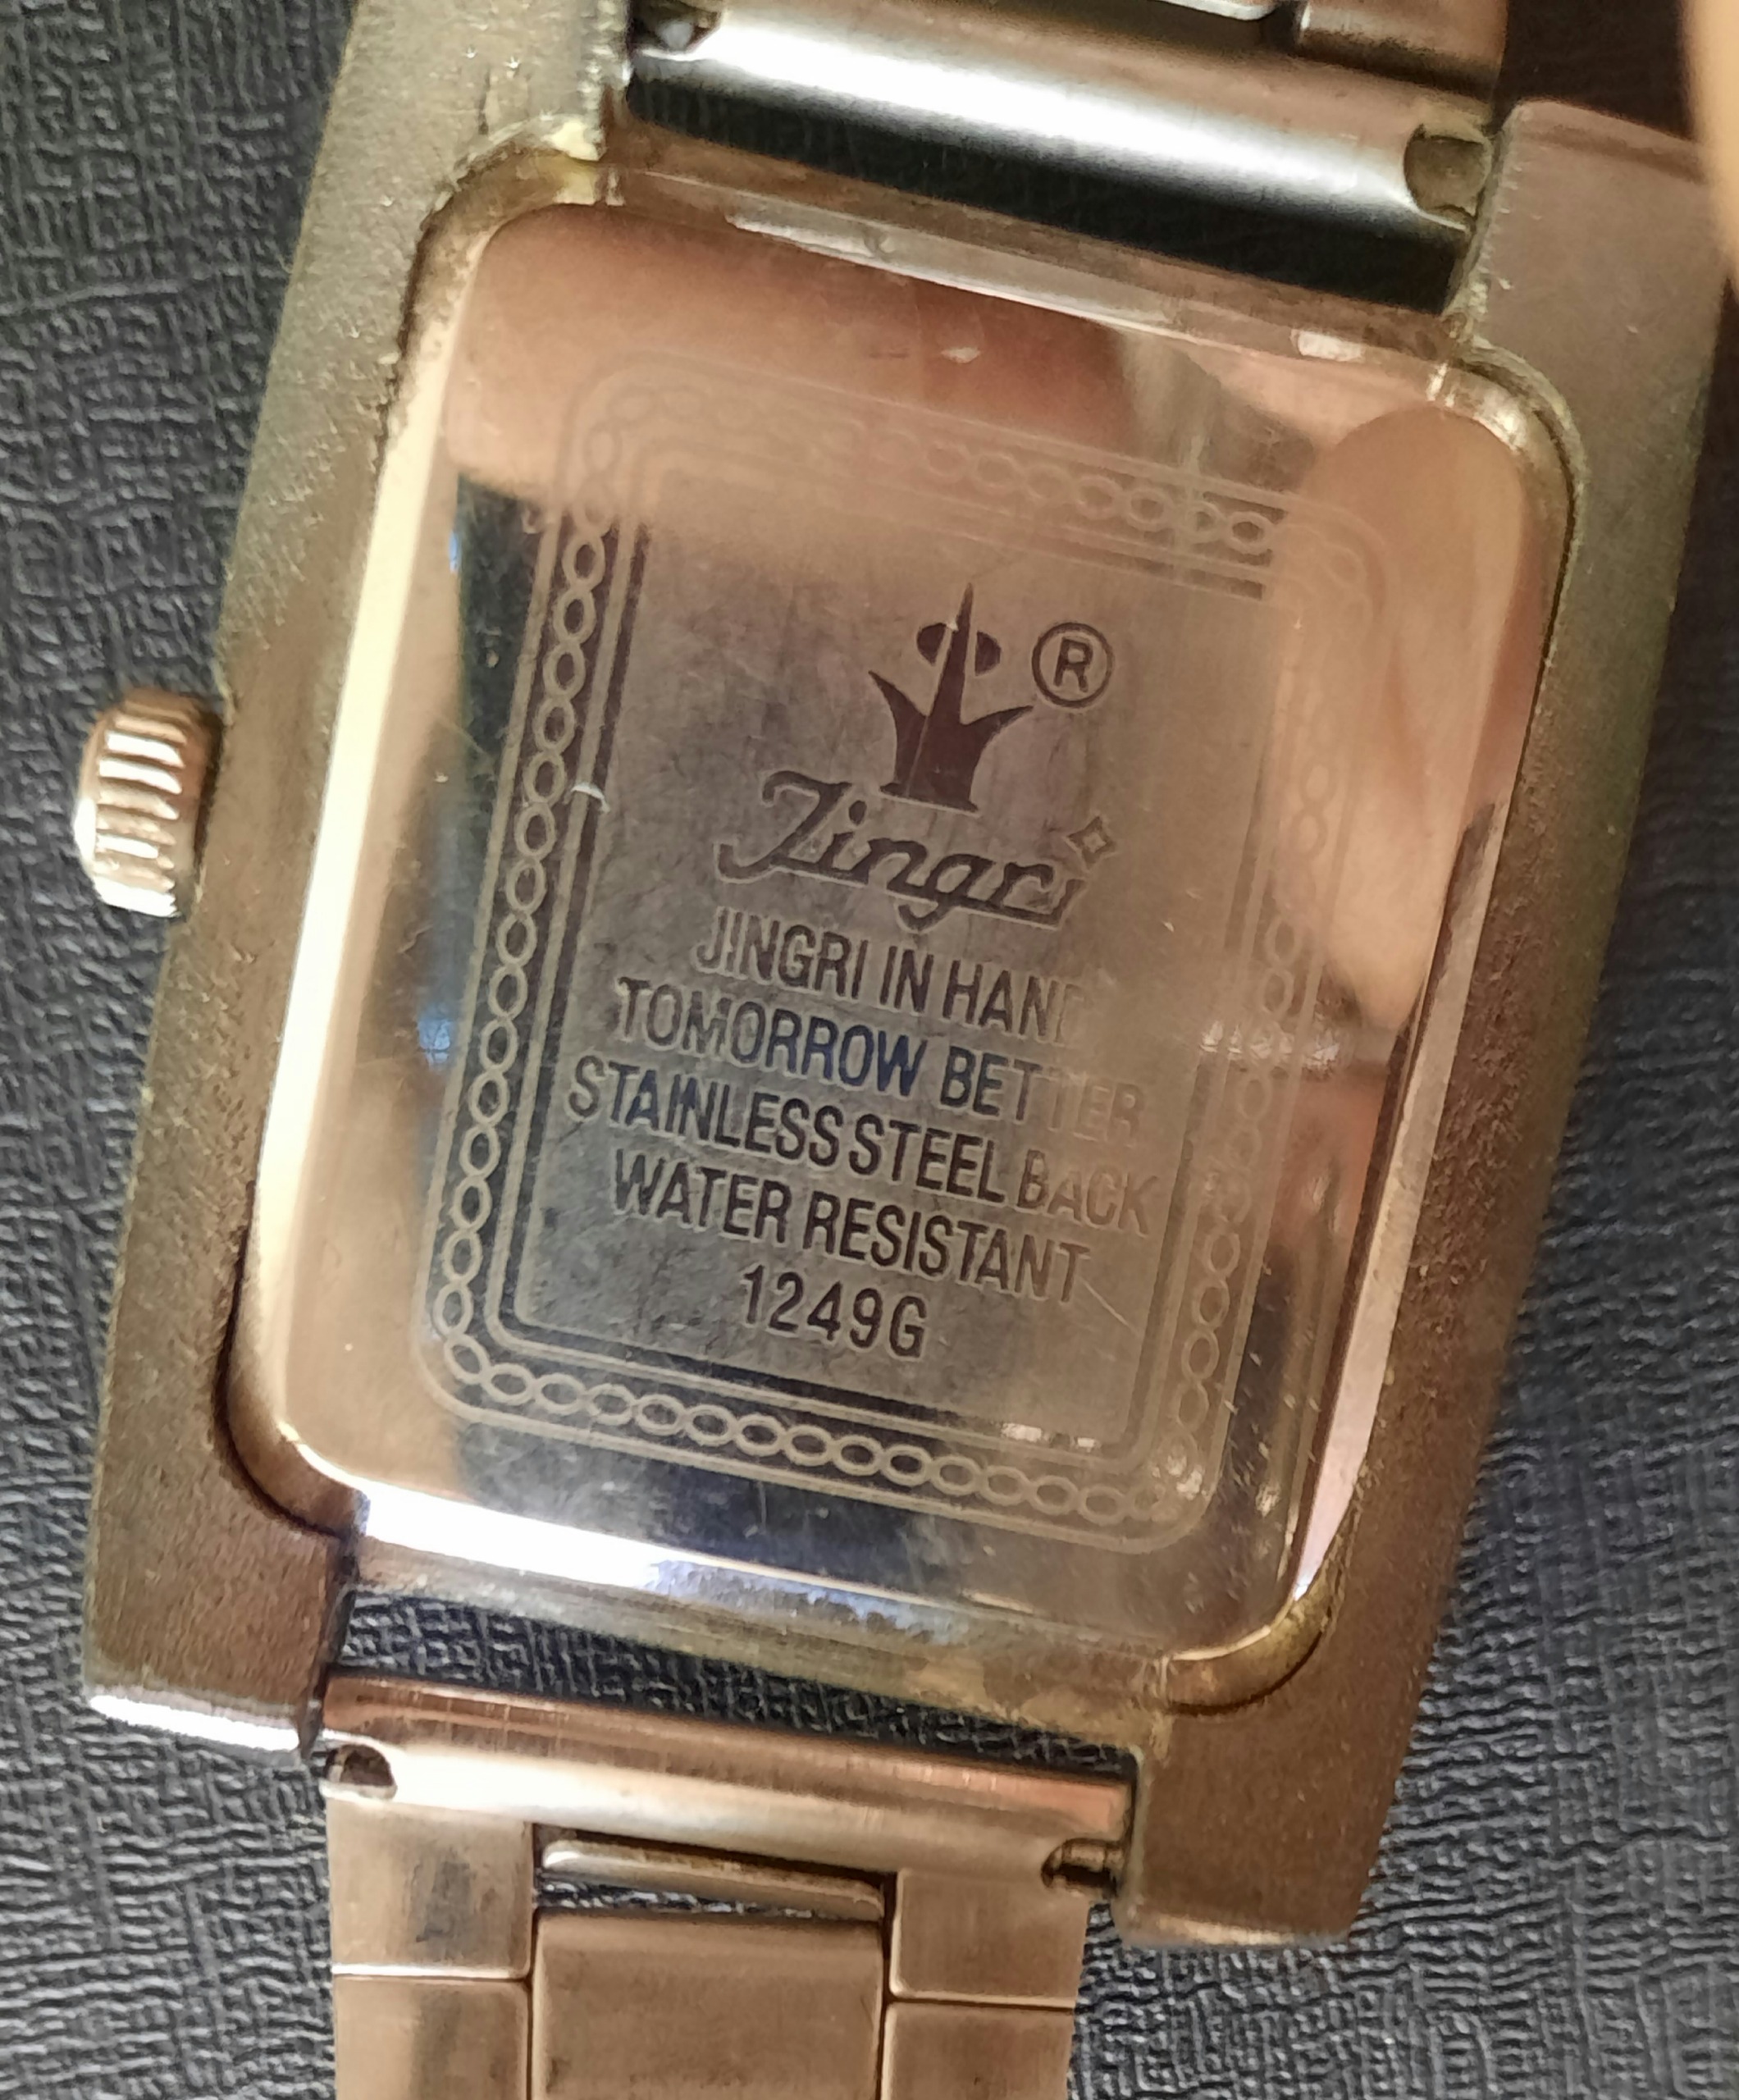 ®
Jingri
JINGRI IN HAND
TOMORROW BETTER
STAINLESS STEEL BACK
WATER RESISTANT
1249G